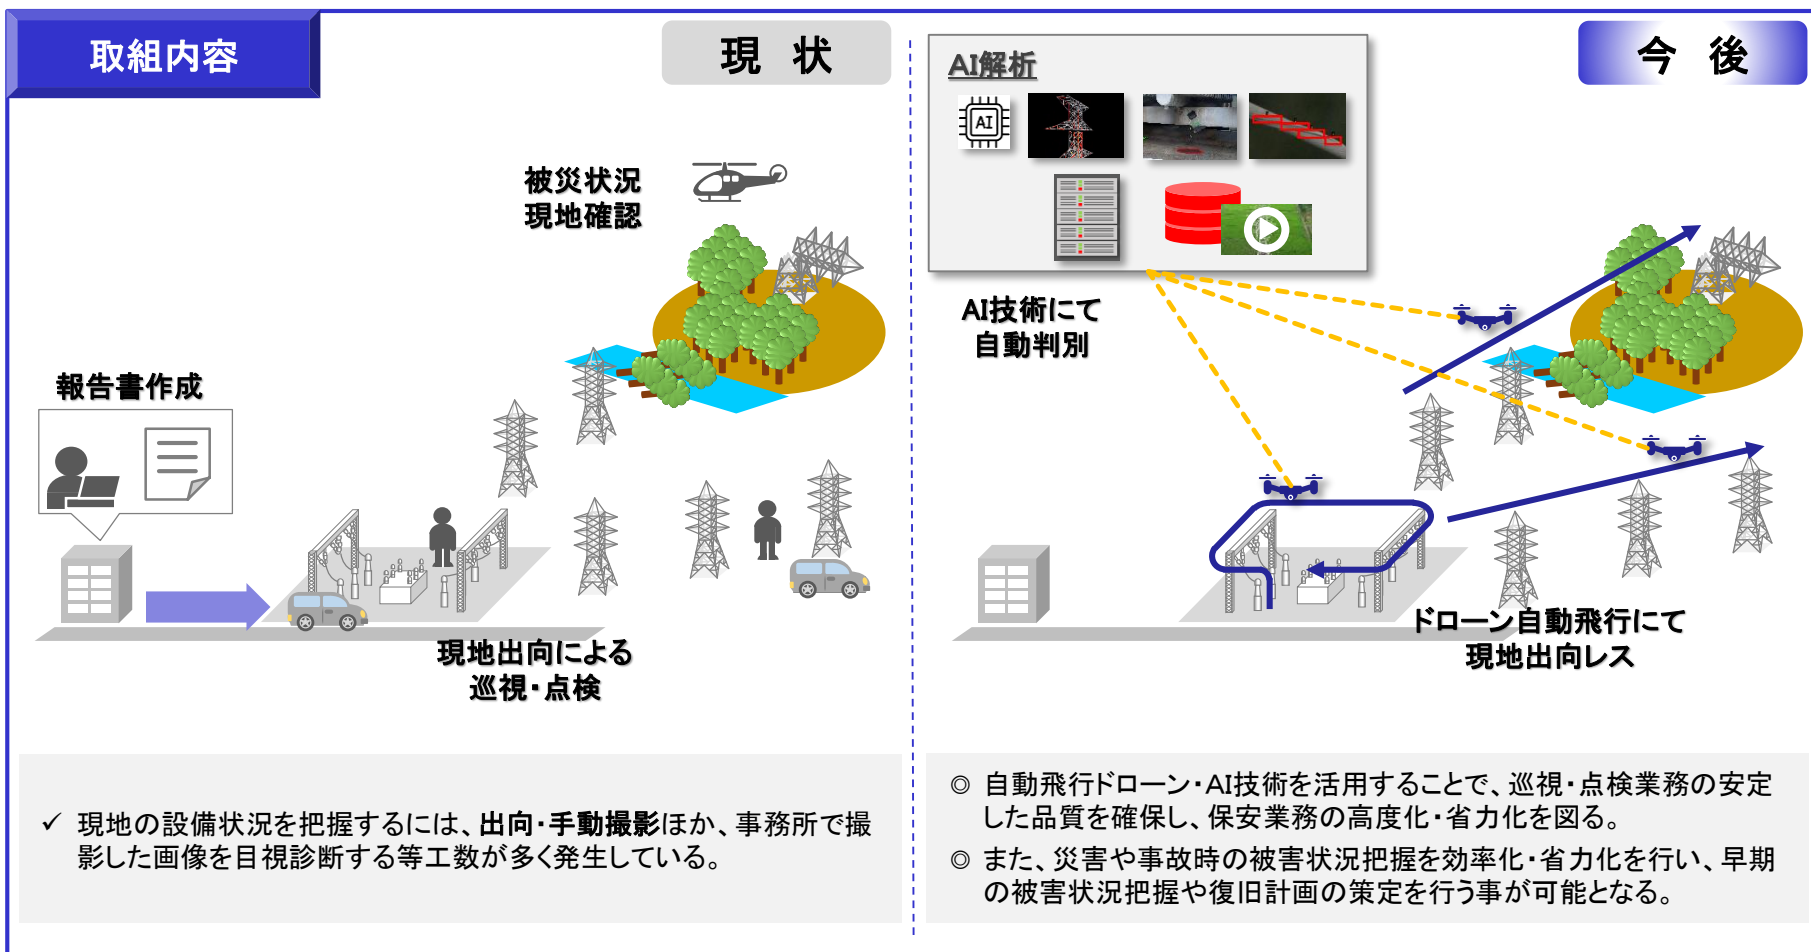 取組内容
現 状
被災状況
現地確認
報告書作成
現地出向による
巡視・点検
✓ 現地の設備状況を把握するには、出向・手動撮影ほか、事務所で撮
影した画像を目視診断する等工数が多く発生している。
今 後
AI解析
AI
AI技術にて
自動判別
ドローン自動飛行にて
現地出向レス
◎ 自動飛行ドローン・AI技術を活用することで、巡視・点検業務の安定
した品質を確保し、保安業務の高度化・省力化を図る。
◎ また、災害や事故時の被害状況把握を効率化・省力化を行い、早期
の被害状況把握や復旧計画の策定を行う事が可能となる。